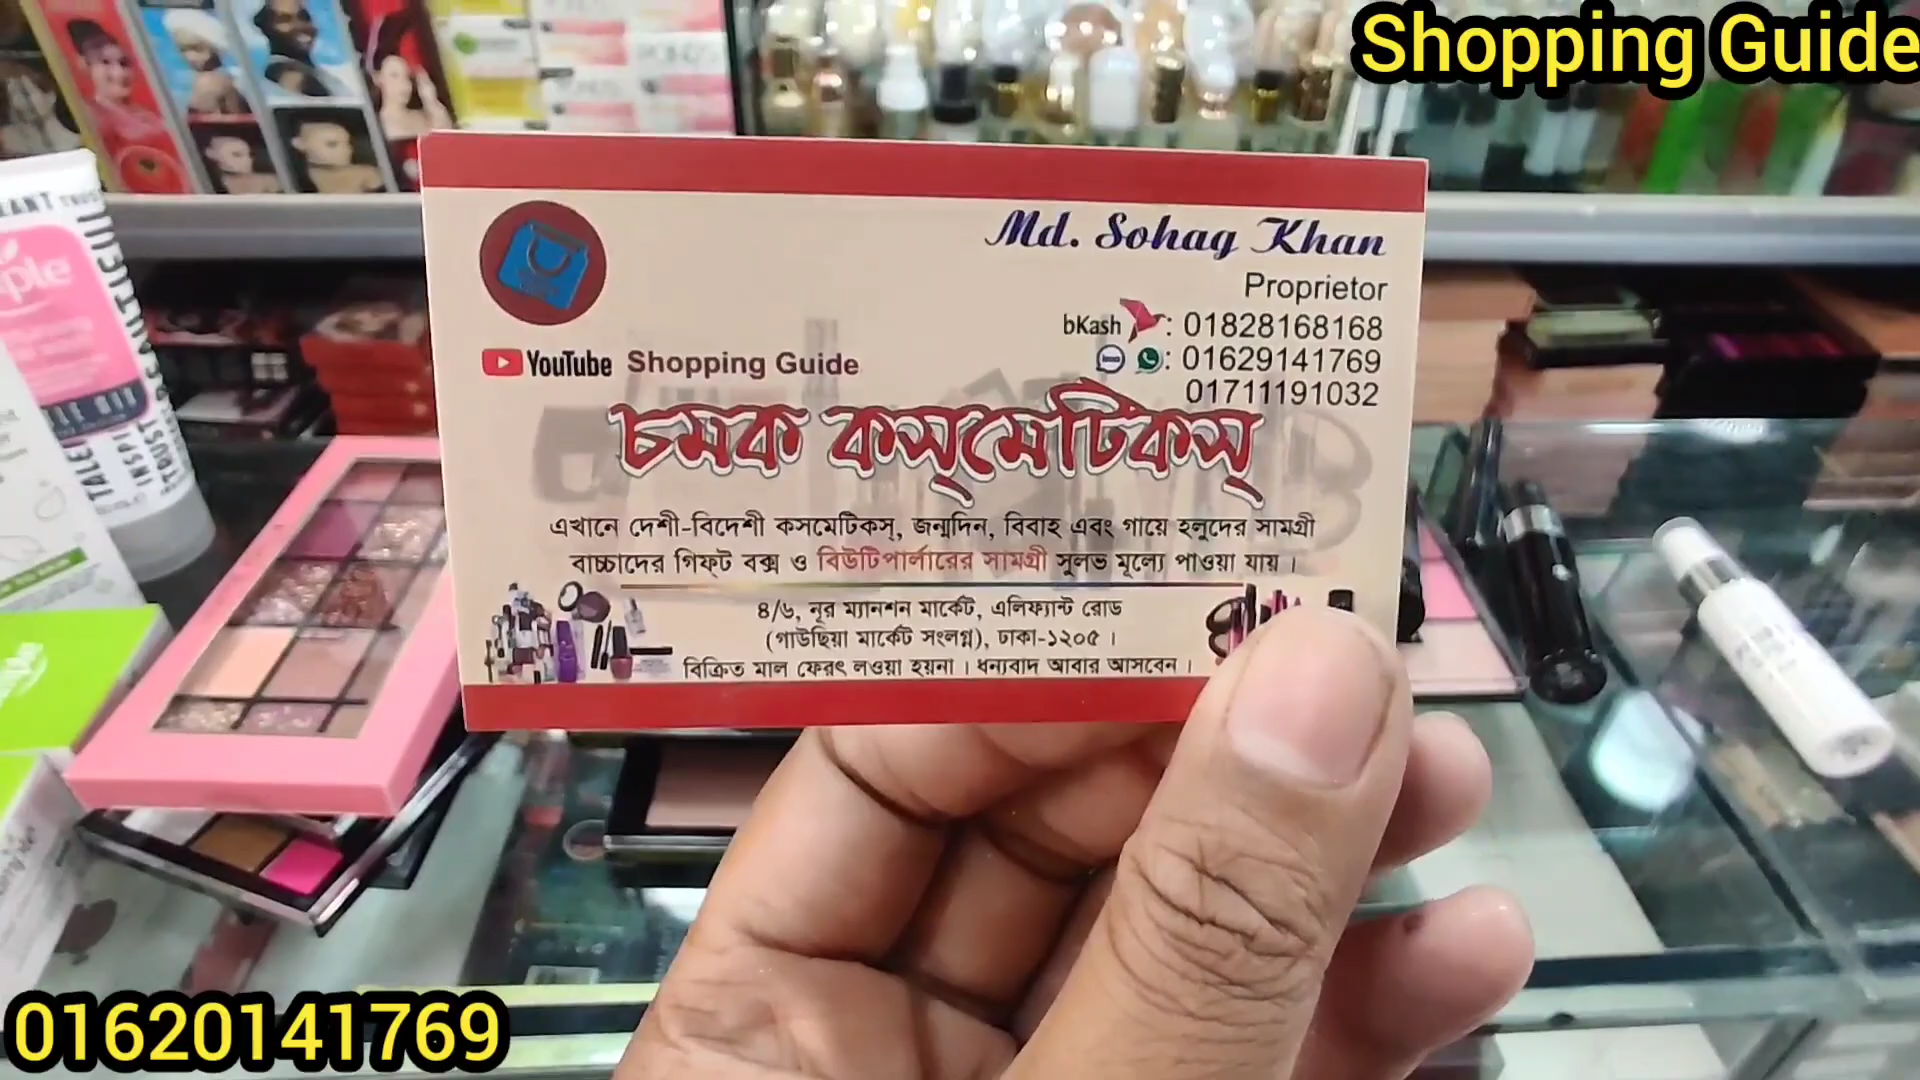 Shopping Guide
Md. Sohag Khan
Proprietor
bKash : 01828168168
imo : 01629141769
01711191032
YouTube Shopping Guide
চমক কস্‌মেটিকস্
এখানে দেশী-বিদেশী কসমেটিকস্, জন্মদিন, বিবাহ এবং গায়ে হলুদের সামগ্রী
বাচ্চাদের গিফ্‌ট বক্স ও বিউটিপার্লারের সামগ্রী সুলভ মূল্যে পাওয়া যায়।
৪/৬, নূর ম্যানশন মার্কেট, এলিফ্যান্ট রোড
(গাউছিয়া মার্কেট সংলগ্ন), ঢাকা-১২০৫।
বিক্রিত মাল ফেরৎ লওয়া হয়না। ধন্যবাদ আবার আসবেন।
01620141769